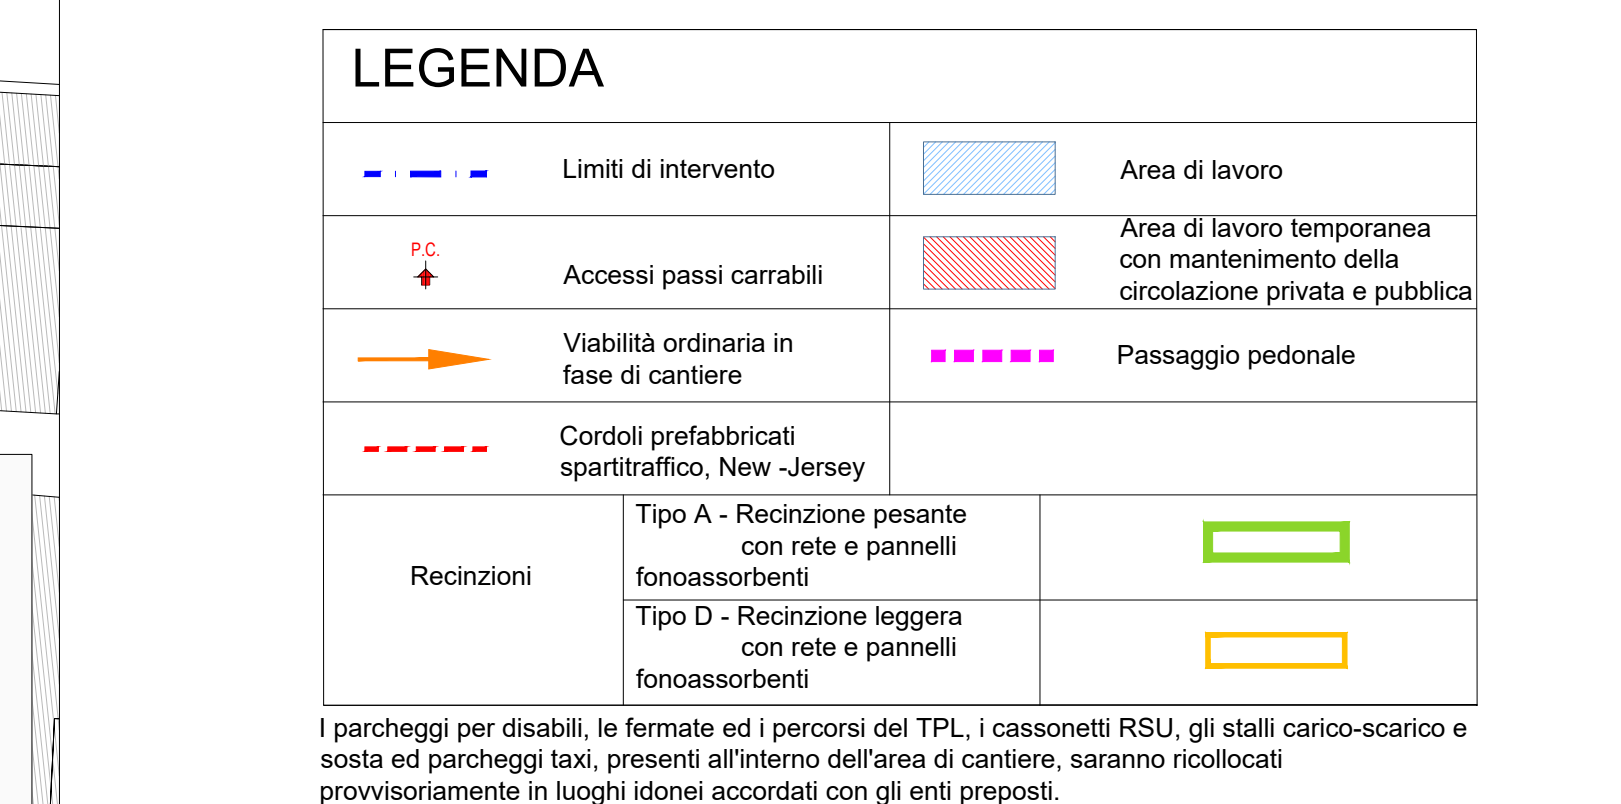 LEGENDA
Limiti di intervento
Area di lavoro
P.C.
Accessi passi carrabili
Area di lavoro temporanea
con mantenimento della
circolazione privata e pubblica
Viabilità ordinaria in
fase di cantiere
Passaggio pedonale
Cordoli prefabbricati
spartitraffico, New -Jersey
Recinzioni
Tipo A - Recinzione pesante
con rete e pannelli
fonoassorbenti
Tipo D - Recinzione leggera
con rete e pannelli
fonoassorbenti
I parcheggi per disabili, le fermate ed i percorsi del TPL, i cassonetti RSU, gli stalli carico-scarico e
sosta ed parcheggi taxi, presenti all'interno dell'area di cantiere, saranno ricollocati
provvisoriamente in luoghi idonei accordati con gli enti preposti.